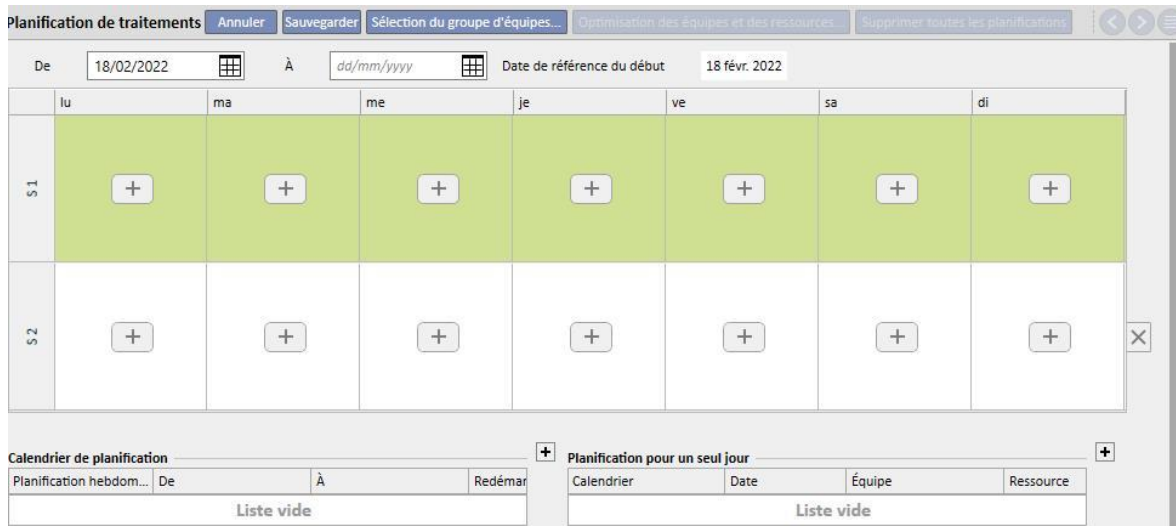 Planification de traitements Annuler Sauvegarder Sélection du groupe d'équipes... Optimisation des équipes et des ressources... Supprimer toutes les planifications
De 18/02/2022 À dd/mm/yyyy Date de référence du début 18 févr. 2022
lu ma me je ve sa di
S 1
S 2
Calendrier de planification Planification pour un seul jour
Planification hebdom... De À Redémar Calendrier Date Équipe Ressource
Liste vide Liste vide